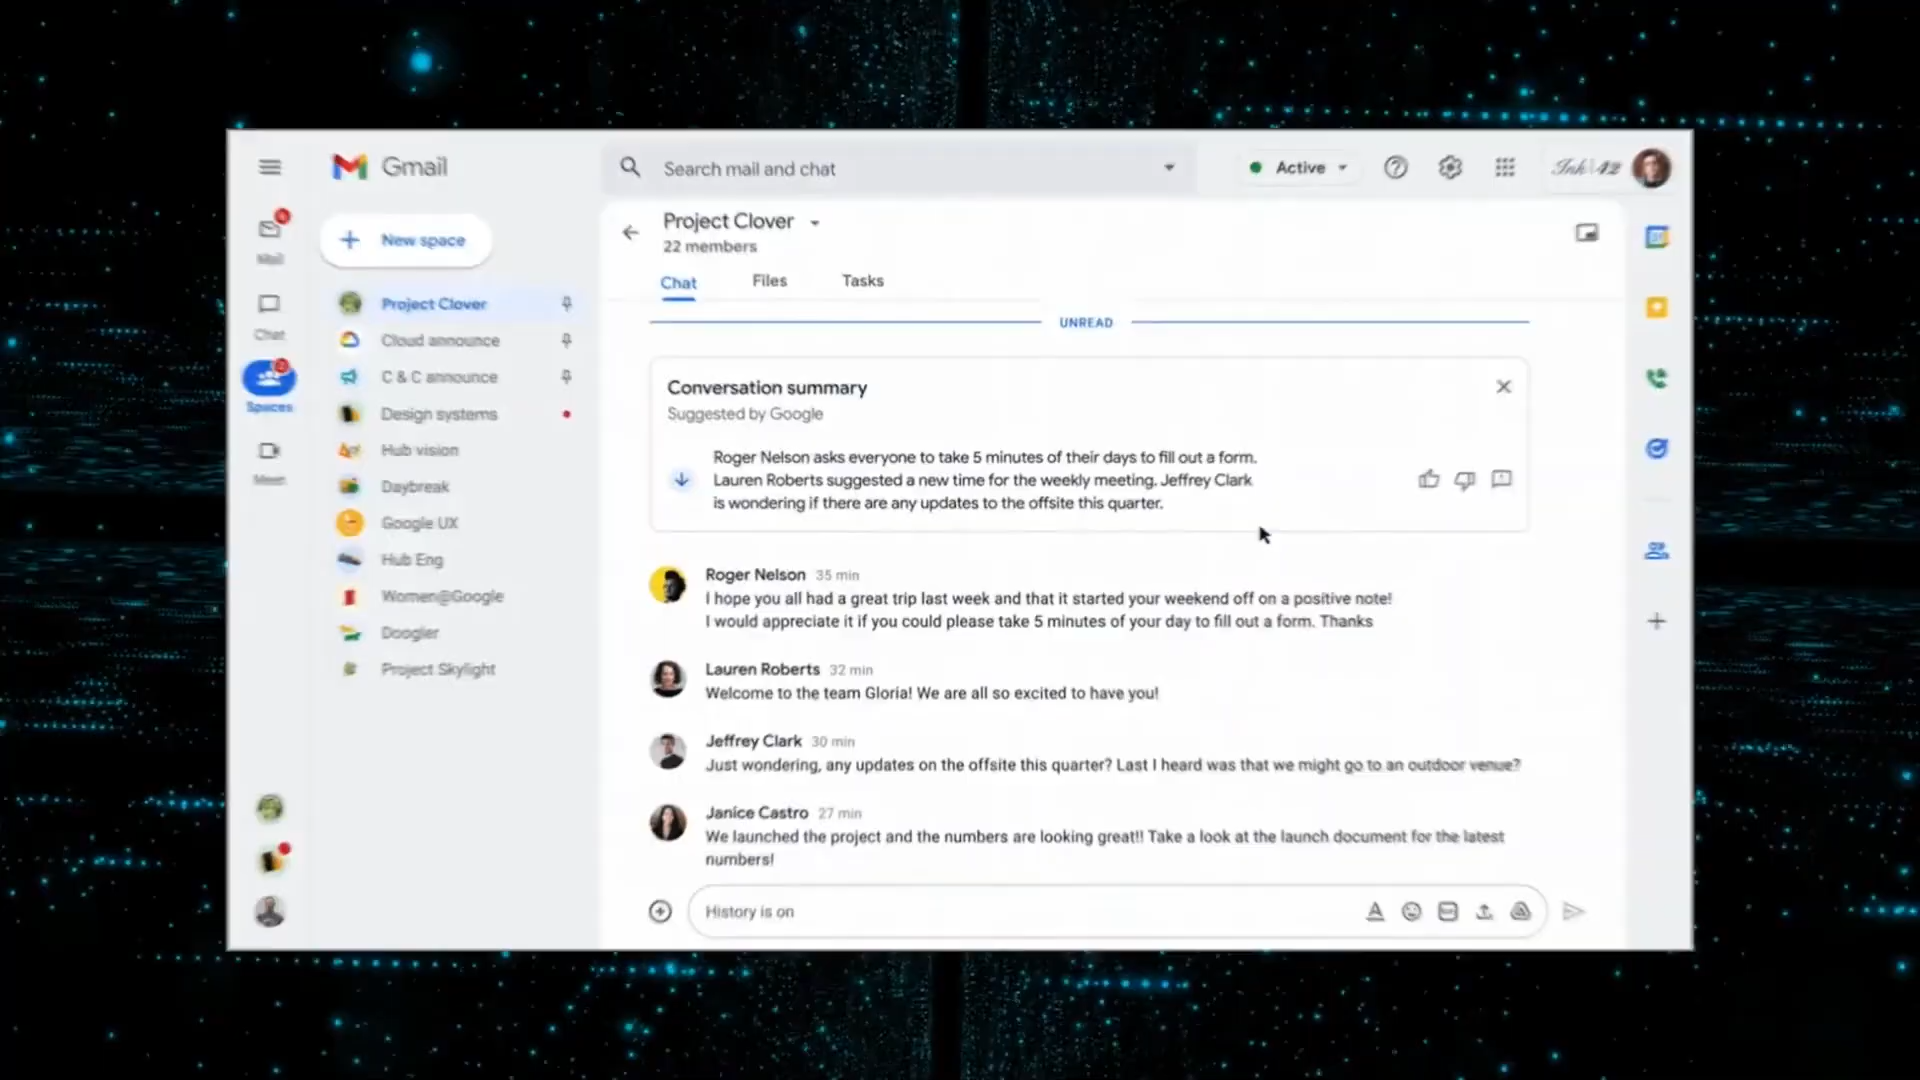 Gmail
Search mail and chat
Active
Ink 42
Mail
Chat
Spaces
Meet
New space
Project Clover
Cloud announce
C & C announce
Design systems
Hub vision
Daybreak
Google UX
Hub Eng
Women@Google
Doogler
Project Skylight
Project Clover
22 members
Chat Files Tasks
UNREAD
Conversation summary
Suggested by Google
Roger Nelson asks everyone to take 5 minutes of their days to fill out a form.
Lauren Roberts suggested a new time for the weekly meeting. Jeffrey Clark
is wondering if there are any updates to the offsite this quarter.
Roger Nelson 35 min
I hope you all had a great trip last week and that it started your weekend off on a positive note!
I would appreciate it if you could please take 5 minutes of your day to fill out a form. Thanks
Lauren Roberts 32 min
Welcome to the team Gloria! We are all so excited to have you!
Jeffrey Clark 30 min
Just wondering, any updates on the offsite this quarter? Last I heard was that we might go to an outdoor venue?
Janice Castro 27 min
We launched the project and the numbers are looking great!! Take a look at the launch document for the latest
numbers!
History is on